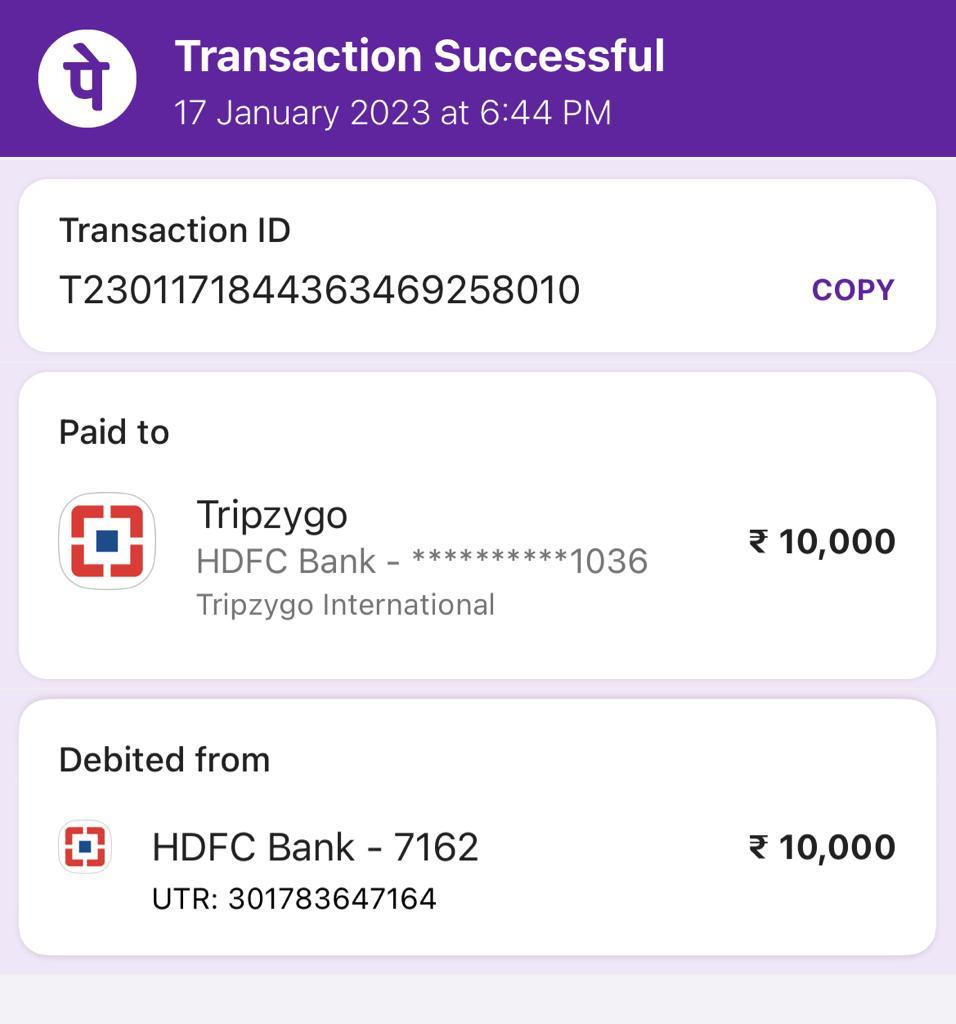 पे
Transaction Successful
17 January 2023 at 6:44 PM
Transaction ID
T2301171844363469258010
COPY
Paid to
Tripzygo
HDFC Bank - **********1036
₹ 10,000
Tripzygo International
Debited from
HDFC Bank - 7162
₹ 10,000
UTR: 301783647164